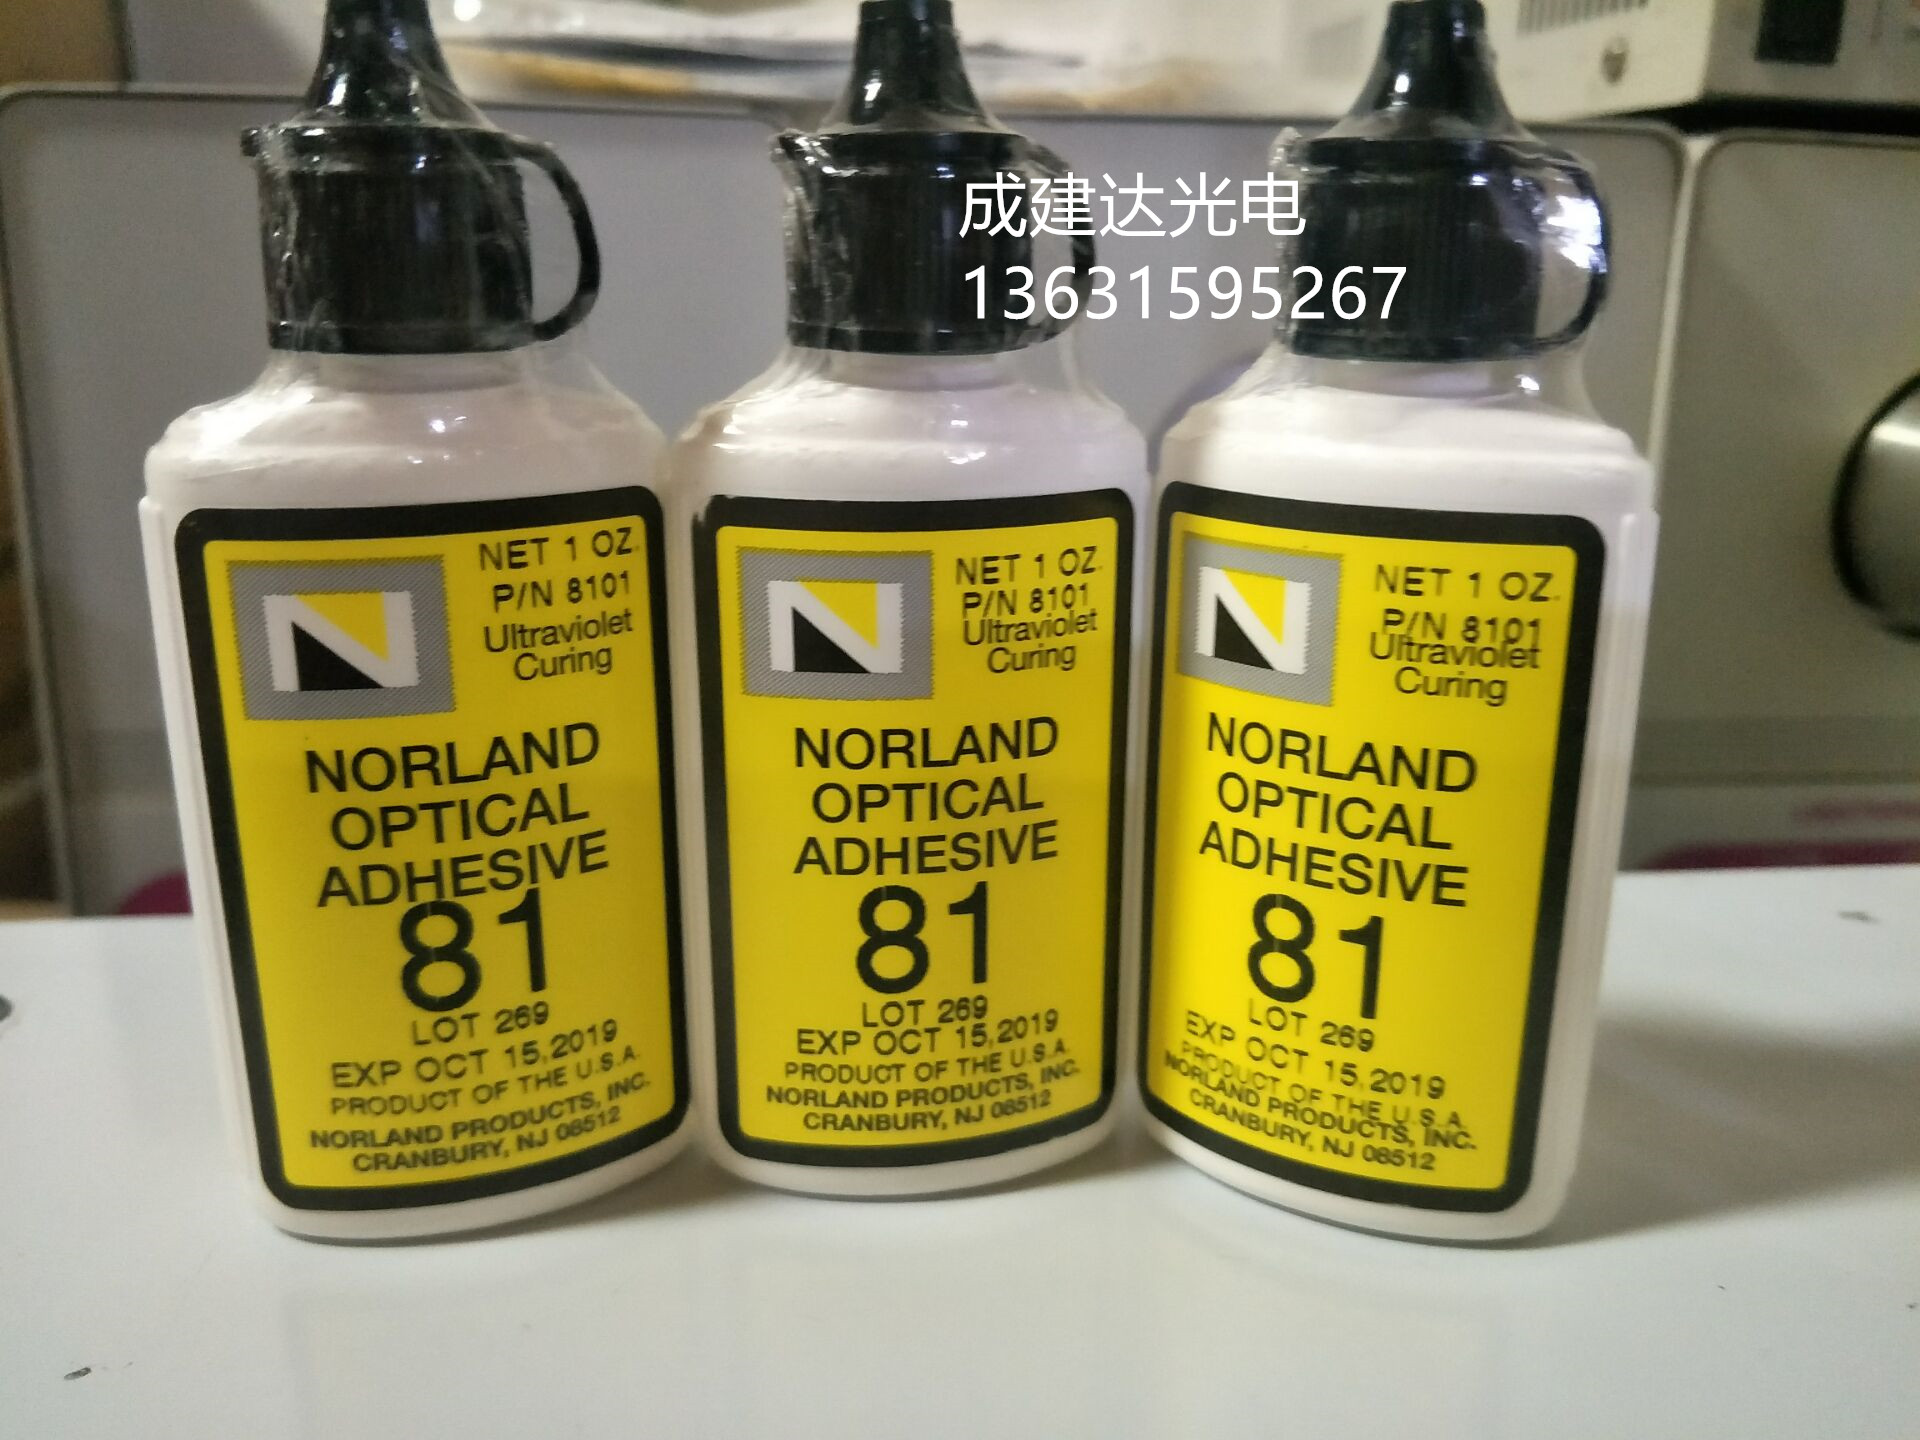 成建达光电
13631595267
NET 1 OZ.
P/N 8101
Ultraviolet
Curing
NORLAND
OPTICAL
ADHESIVE
81
LOT 269
EXP OCT 15,2019
PRODUCT OF THE U.S.A.
NORLAND PRODUCTS, INC.
CRANBURY, NJ 08512
NET 1 OZ.
P/N 8101
Ultraviolet
Curing
NORLAND
OPTICAL
ADHESIVE
81
LOT 269
EXP OCT 15,2019
PRODUCT OF THE U.S.A.
NORLAND PRODUCTS, INC.
CRANBURY, NJ 08512
NET 1 OZ.
P/N 8101
Ultraviolet
Curing
NORLAND
OPTICAL
ADHESIVE
81
LOT 269
EXP OCT 15,2019
PRODUCT OF THE U.S.A.
NORLAND PRODUCTS, INC.
CRANBURY, NJ 08512